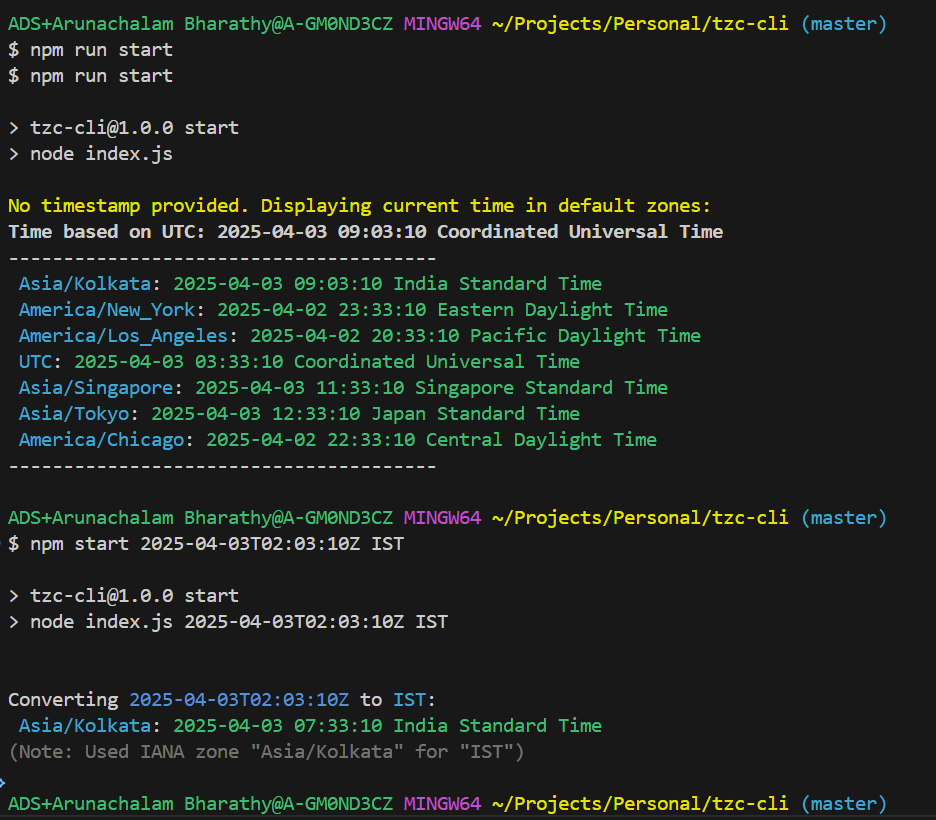 ADS+Arunachalam Bharathy@A-GM0ND3CZ MINGW64 ~/Projects/Personal/tzc-cli (master)
$ npm run start
$ npm run start
> tzc-cli@1.0.0 start
> node index.js
No timestamp provided. Displaying current time in default zones:
Time based on UTC: 2025-04-03 09:03:10 Coordinated Universal Time
---------------------------------------
Asia/Kolkata: 2025-04-03 09:03:10 India Standard Time
America/New_York: 2025-04-02 23:33:10 Eastern Daylight Time
America/Los_Angeles: 2025-04-02 20:33:10 Pacific Daylight Time
UTC: 2025-04-03 03:33:10 Coordinated Universal Time
Asia/Singapore: 2025-04-03 11:33:10 Singapore Standard Time
Asia/Tokyo: 2025-04-03 12:33:10 Japan Standard Time
America/Chicago: 2025-04-02 22:33:10 Central Daylight Time
---------------------------------------
ADS+Arunachalam Bharathy@A-GM0ND3CZ MINGW64 ~/Projects/Personal/tzc-cli (master)
$ npm start 2025-04-03T02:03:10Z IST
> tzc-cli@1.0.0 start
> node index.js 2025-04-03T02:03:10Z IST
Converting 2025-04-03T02:03:10Z to IST:
Asia/Kolkata: 2025-04-03 07:33:10 India Standard Time
(Note: Used IANA zone "Asia/Kolkata" for "IST")
ADS+Arunachalam Bharathy@A-GM0ND3CZ MINGW64 ~/Projects/Personal/tzc-cli (master)